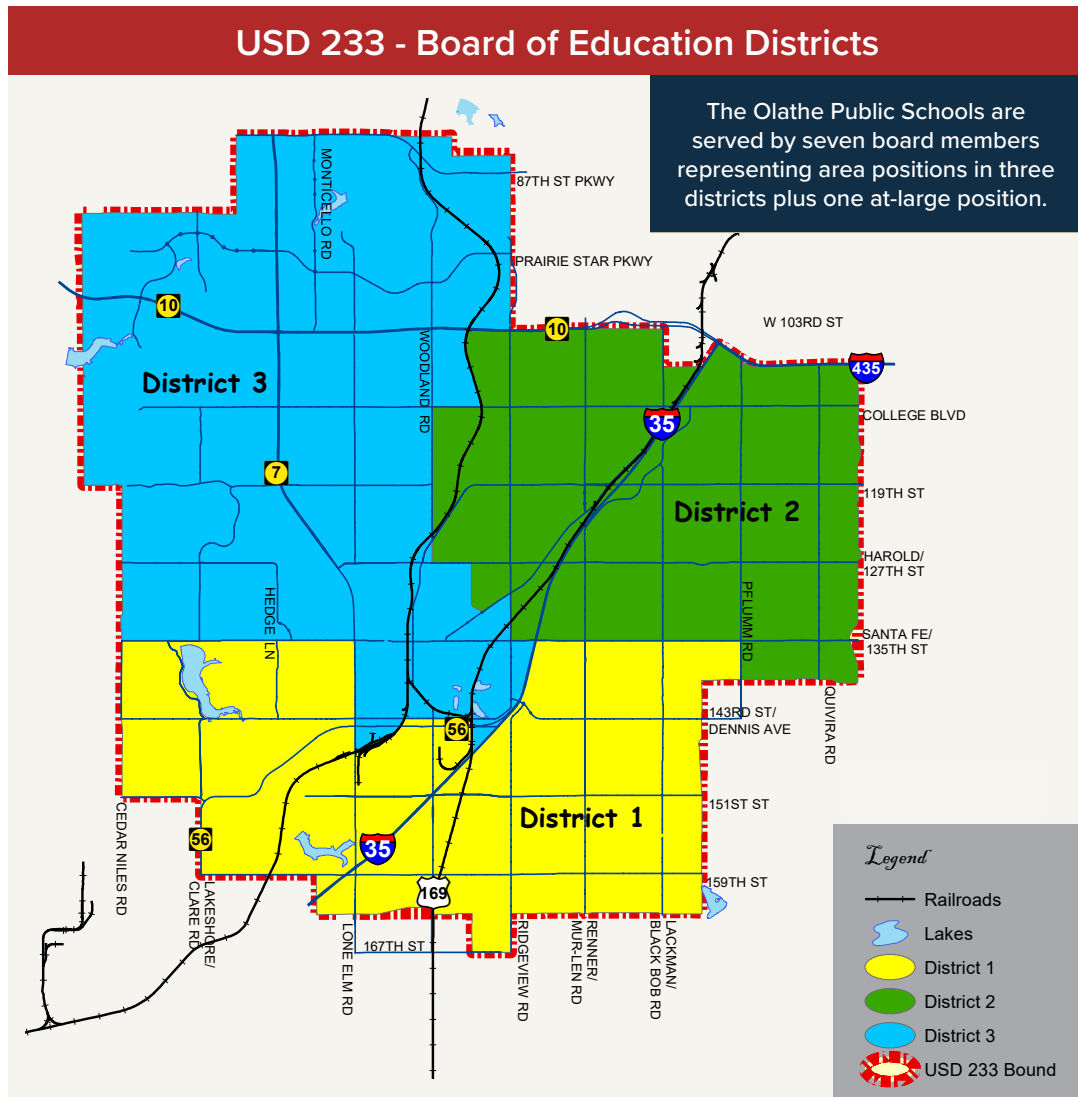 USD 233 - Board of Education Districts
The Olathe Public Schools are
served by seven board members
representing area positions in three
districts plus one at-large position.
MONTICELLO RD
87TH ST PKWY
PRAIRIE STAR PKWY
10
10
W 103RD ST
WOODLAND RD
435
District 3
COLLEGE BLVD
35
7
119TH ST
District 2
HAROLD/
127TH ST
HEDGE LN
PFLUMM RD
SANTA FE/
135TH ST
QUIVIRA RD
56
143RD ST/
DENNIS AVE
151ST ST
District 1
CEDAR NILES RD
56
35
159TH ST
169
LAKESHORE/
CLARE RD
LONE ELM RD
167TH ST
RIDGEVIEW RD
RENNER/
MUR-LEN RD
LACKMAN/
BLACK BOB RD
Legend
Railroads
Lakes
District 1
District 2
District 3
USD 233 Bound